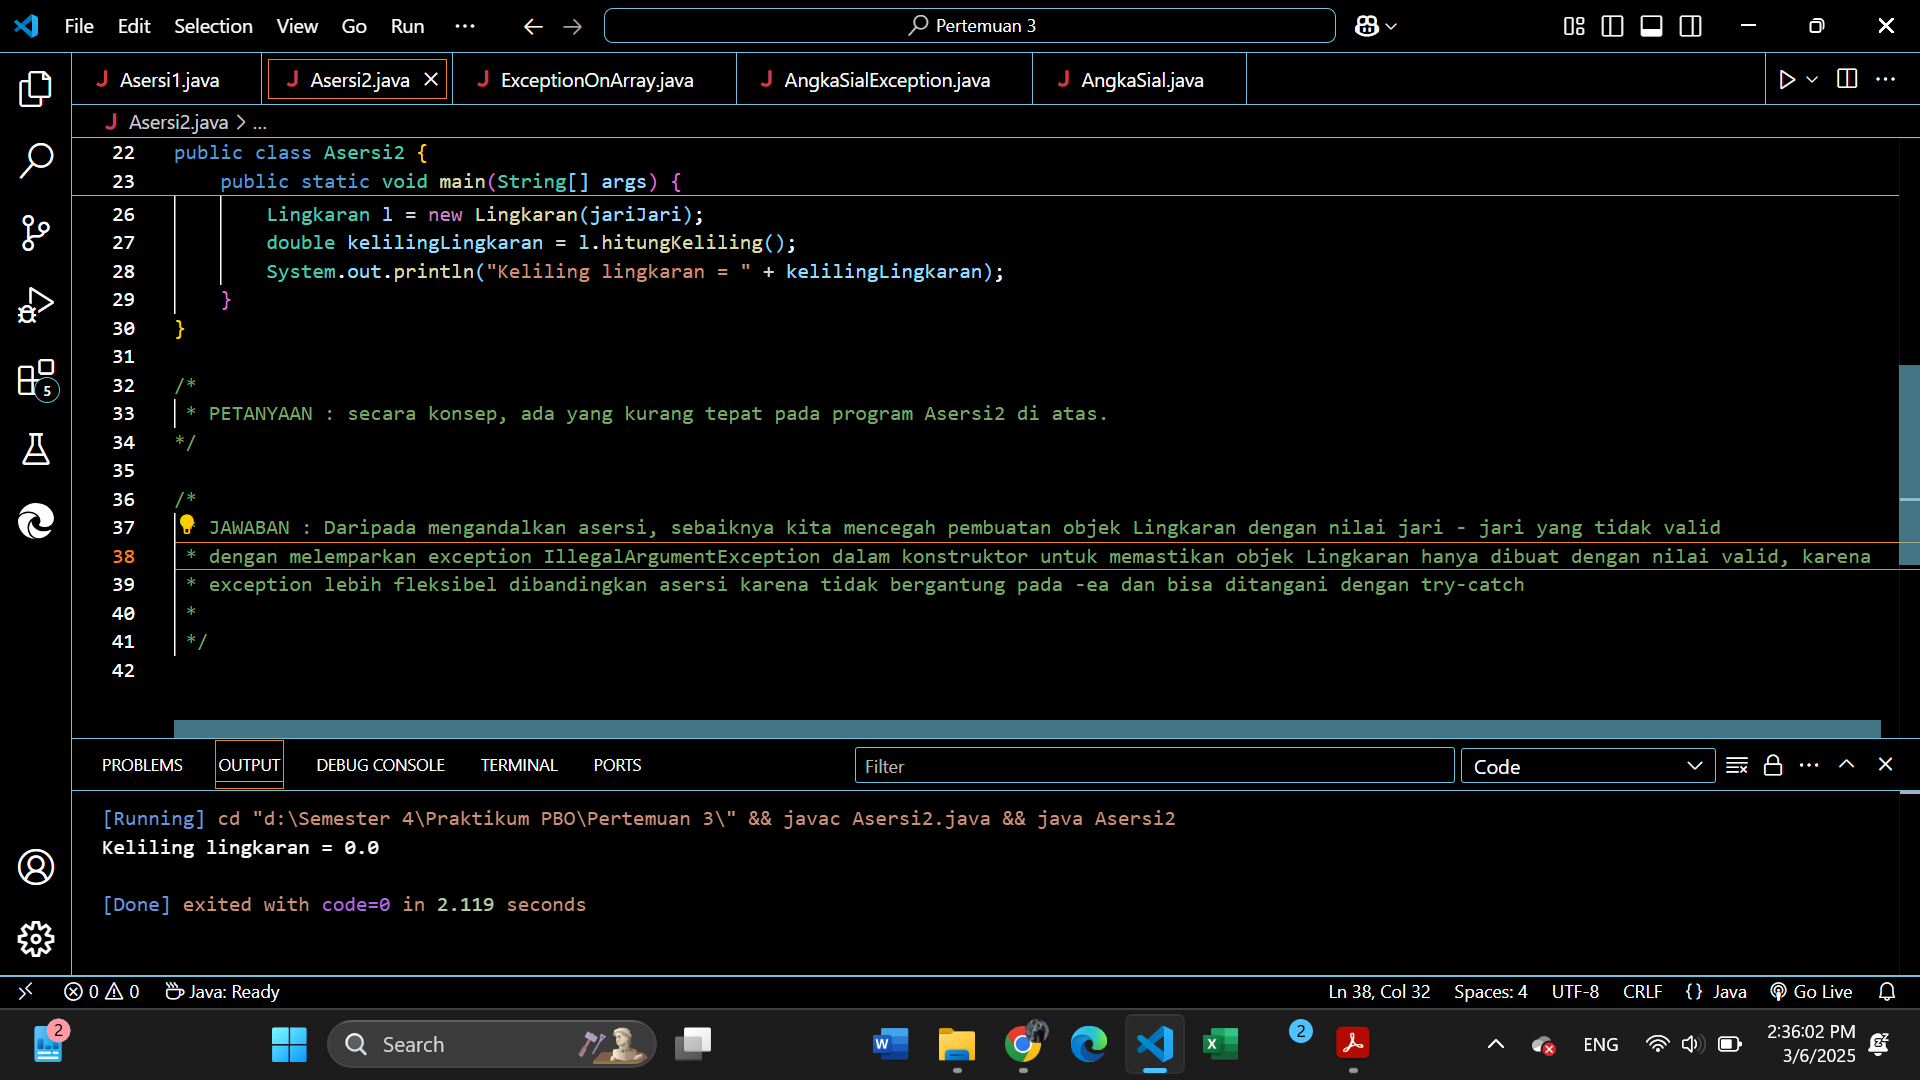 File Edit Selection View Go Run ··· Pertemuan 3
Asersi1.java Asersi2.java ExceptionOnArray.java AngkaSialException.java AngkaSial.java
Asersi2.java > ...
22 public class Asersi2 {
23 public static void main(String[] args) {
26 Lingkaran l = new Lingkaran(jariJari);
27 double kelilingLingkaran = l.hitungKeliling();
28 System.out.println("Keliling lingkaran = " + kelilingLingkaran);
29 }
30 }
31
32 /*
33 * PETANYAAN : secara konsep, ada yang kurang tepat pada program Asersi2 di atas.
34 */
35
36 /*
37 JAWABAN : Daripada mengandalkan asersi, sebaiknya kita mencegah pembuatan objek Lingkaran dengan nilai jari - jari yang tidak valid
38 * dengan melemparkan exception IllegalArgumentException dalam konstruktor untuk memastikan objek Lingkaran hanya dibuat dengan nilai valid, karena
39 * exception lebih fleksibel dibandingkan asersi karena tidak bergantung pada -ea dan bisa ditangani dengan try-catch
40 *
41 */
42
5
PROBLEMS OUTPUT DEBUG CONSOLE TERMINAL PORTS Filter Code
[Running] cd "d:\Semester 4\Praktikum PBO\Pertemuan 3\" && javac Asersi2.java && java Asersi2
Keliling lingkaran = 0.0
[Done] exited with code=0 in 2.119 seconds
0 0 Java: Ready Ln 38, Col 32 Spaces: 4 UTF-8 CRLF {} Java Go Live
2 Search 2 ENG 2:36:02 PM
3/6/2025